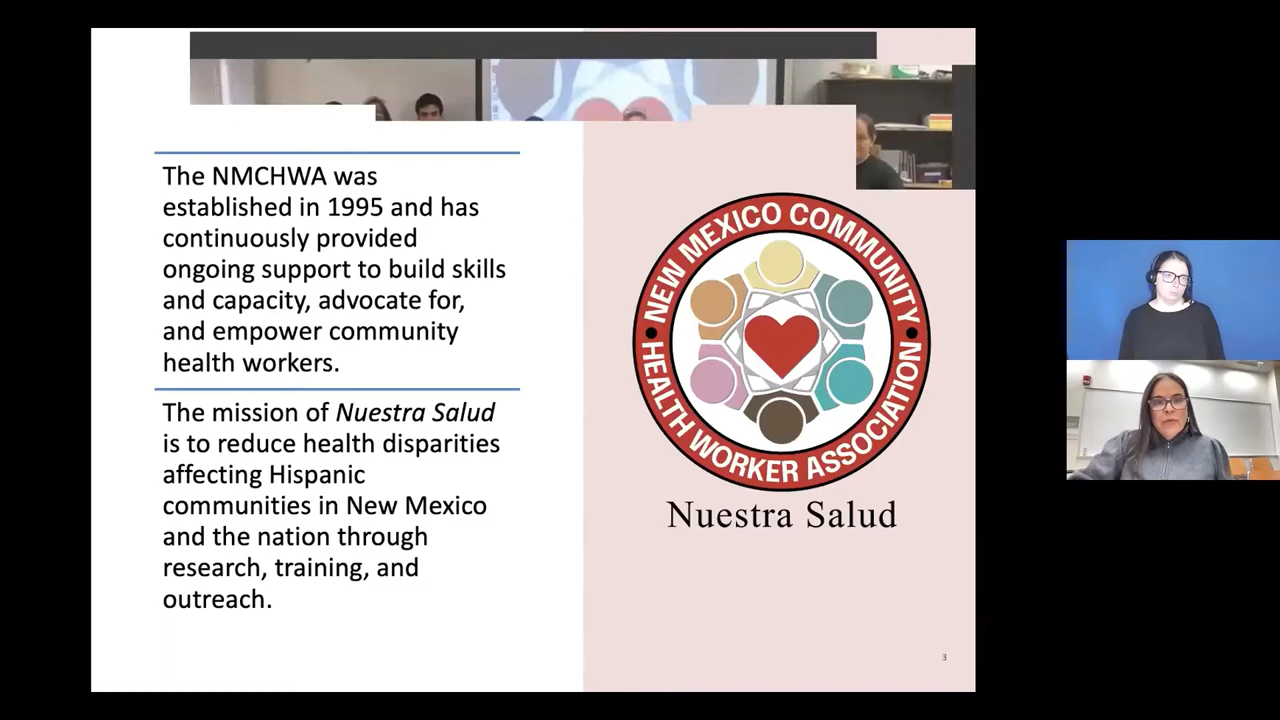 The NMCHWA was
established in 1995 and has
continuously provided
ongoing support to build skills
and capacity, advocate for,
and empower community
health workers.
The mission of Nuestra Salud
is to reduce health disparities
affecting Hispanic
communities in New Mexico
and the nation through
research, training, and
outreach.
NEW MEXICO COMMUNITY
HEALTH WORKER ASSOCIATION
Nuestra Salud
3